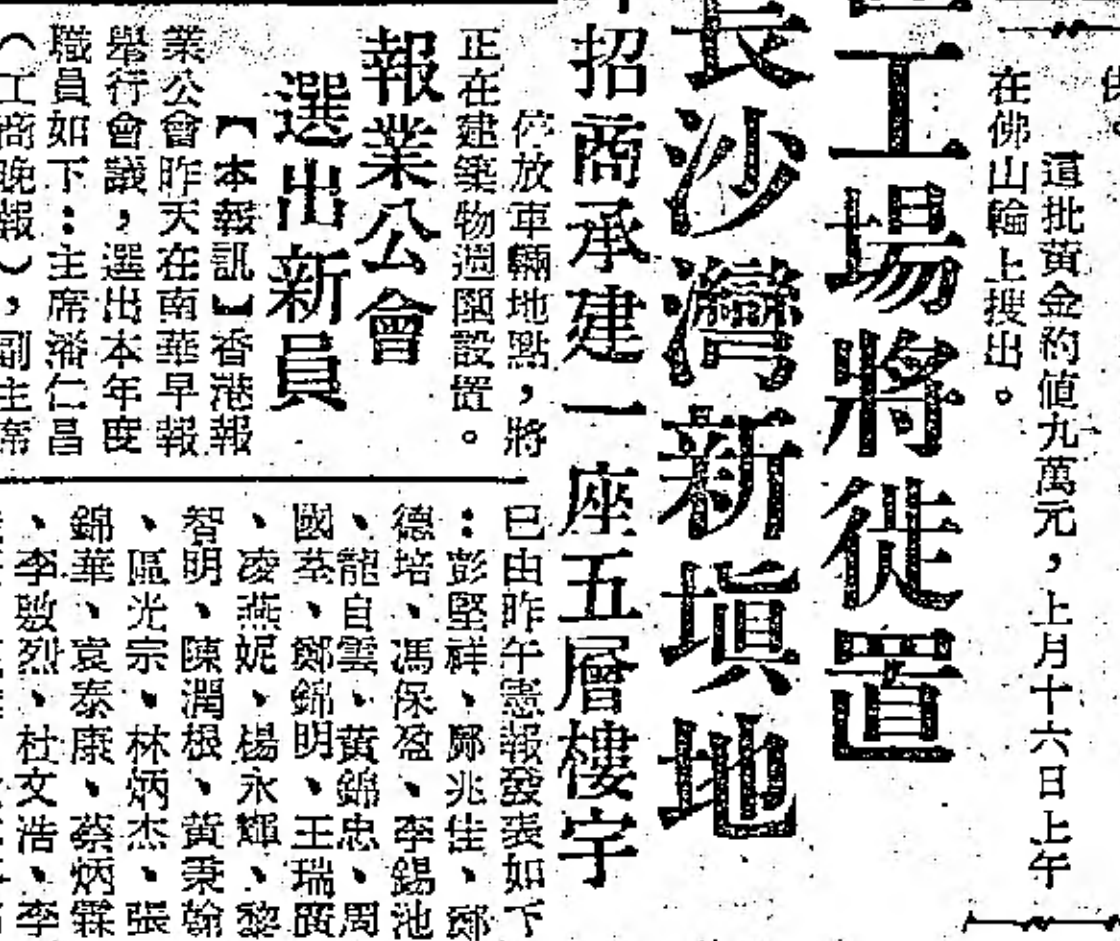 這批黃金約值九萬元，上月十六日上午
在佛山輪上搜出。
工場將徙置
長沙灣新塡地
招商承建一座五層樓宇
停放車輛地點，將
正在建築物週圍設置。
報業公會
選出新員
【本報訊】香港報
業公會昨天在南華早報
舉行會議，選出本年度
職員如下：主席潘仁昌
（工商晚報），副主席
已由昨午憲報發表如下
：彭堅祥、鄺兆佳、鄭
德培、馮保盈、李錫池
、龍自雲、黃錦忠、周
國棻、鄭錦明、王瑞廣
、凌燕妮、楊永輝、黎
智明、陳潤根、黃秉翰
、區光宗、林炳杰、張
錦華、袁泰康、蔡炳霖
、李敭烈、杜文浩、李